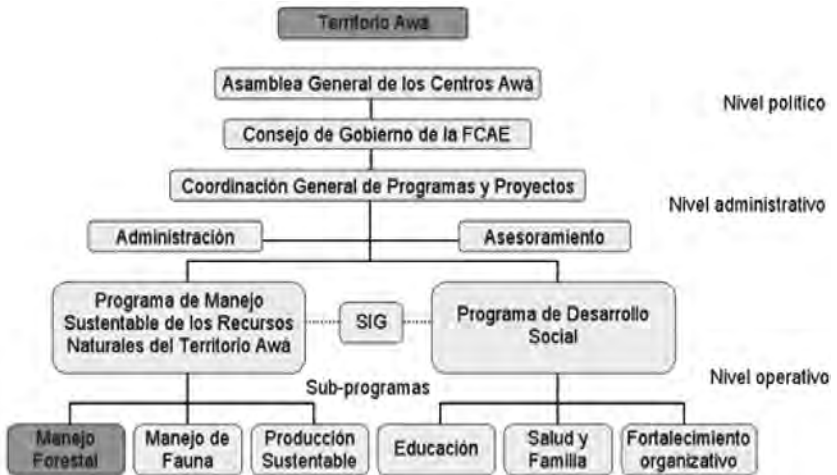 Territorio Awá
Asamblea General de los Centros Awá
Nivel político
Consejo de Gobierno de la FCAE
Coordinación General de Programas y Proyectos
Nivel administrativo
Administración
Asesoramiento
Programa de Manejo
Sustentable de los Recursos
Naturales del Territorio Awá
SIG
Programa de Desarrollo
Social
Nivel operativo
Sub-programas
Manejo
Forestal
Manejo de
Fauna
Producción
Sustentable
Educación
Salud y
Familia
Fortalecimiento
organizativo